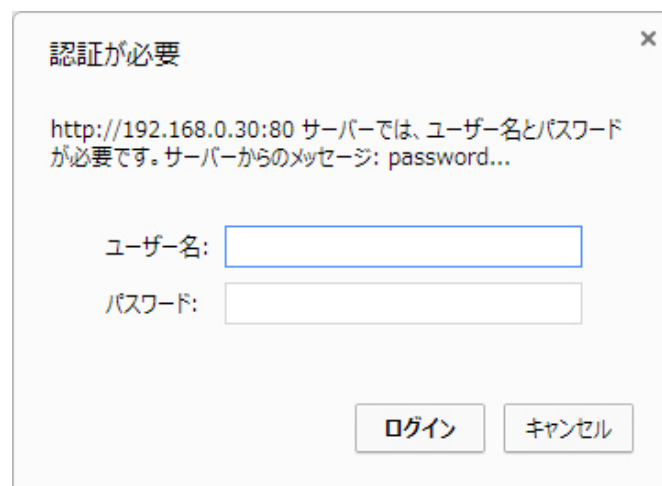 認証が必要
http://192.168.0.30:80 サーバーでは、ユーザー名とパスワード
が必要です。サーバーからのメッセージ: password...
ユーザー名:
パスワード:
ログイン
キャンセル